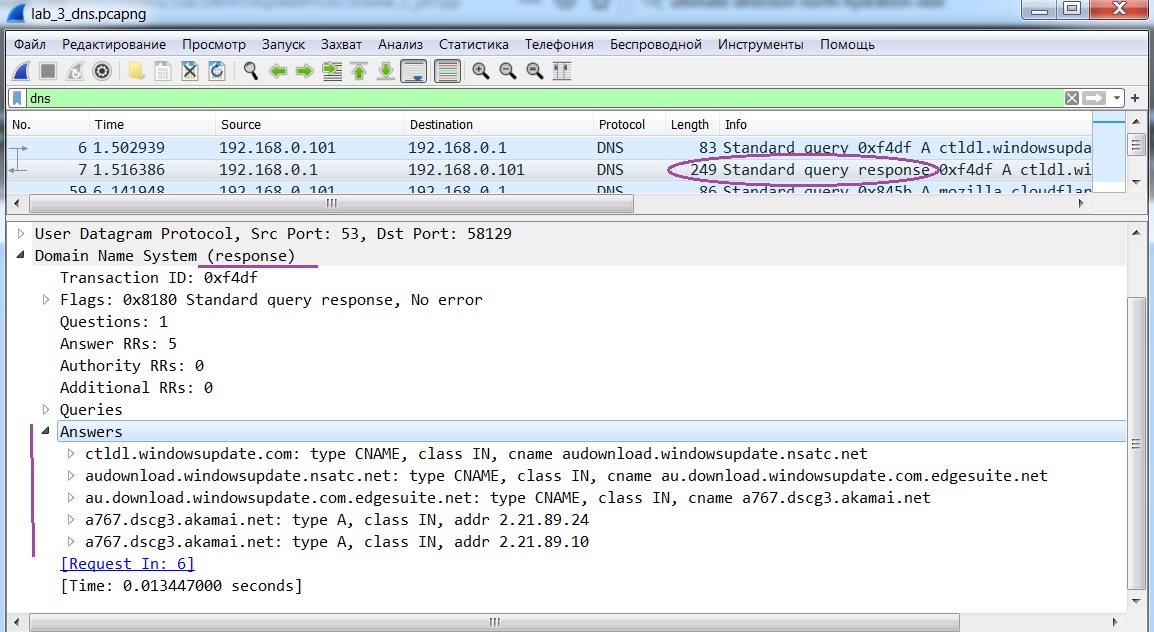 lab_3_dns.pcapng
Файл Редактирование Просмотр Запуск Захват Анализ Статистика Телефония Беспроводной Инструменты Помощь
dns
No. Time Source Destination Protocol Length Info
6 1.502939 192.168.0.101 192.168.0.1 DNS 83 Standard query 0xf4df A ctldl.windowsupda
7 1.516386 192.168.0.1 192.168.0.101 DNS 249 Standard query response 0xf4df A ctldl.wi
59 6.141948 192.168.0.101 192.168.0.1 DNS 86 Standard query 0x845b A mozilla.cloudflar
User Datagram Protocol, Src Port: 53, Dst Port: 58129
Domain Name System (response)
Transaction ID: 0xf4df
Flags: 0x8180 Standard query response, No error
Questions: 1
Answer RRs: 5
Authority RRs: 0
Additional RRs: 0
Queries
Answers
ctldl.windowsupdate.com: type CNAME, class IN, cname audownload.windowsupdate.nsatc.net
audownload.windowsupdate.nsatc.net: type CNAME, class IN, cname au.download.windowsupdate.com.edgesuite.net
au.download.windowsupdate.com.edgesuite.net: type CNAME, class IN, cname a767.dscg3.akamai.net
a767.dscg3.akamai.net: type A, class IN, addr 2.21.89.24
a767.dscg3.akamai.net: type A, class IN, addr 2.21.89.10
[Request In: 6]
[Time: 0.013447000 seconds]